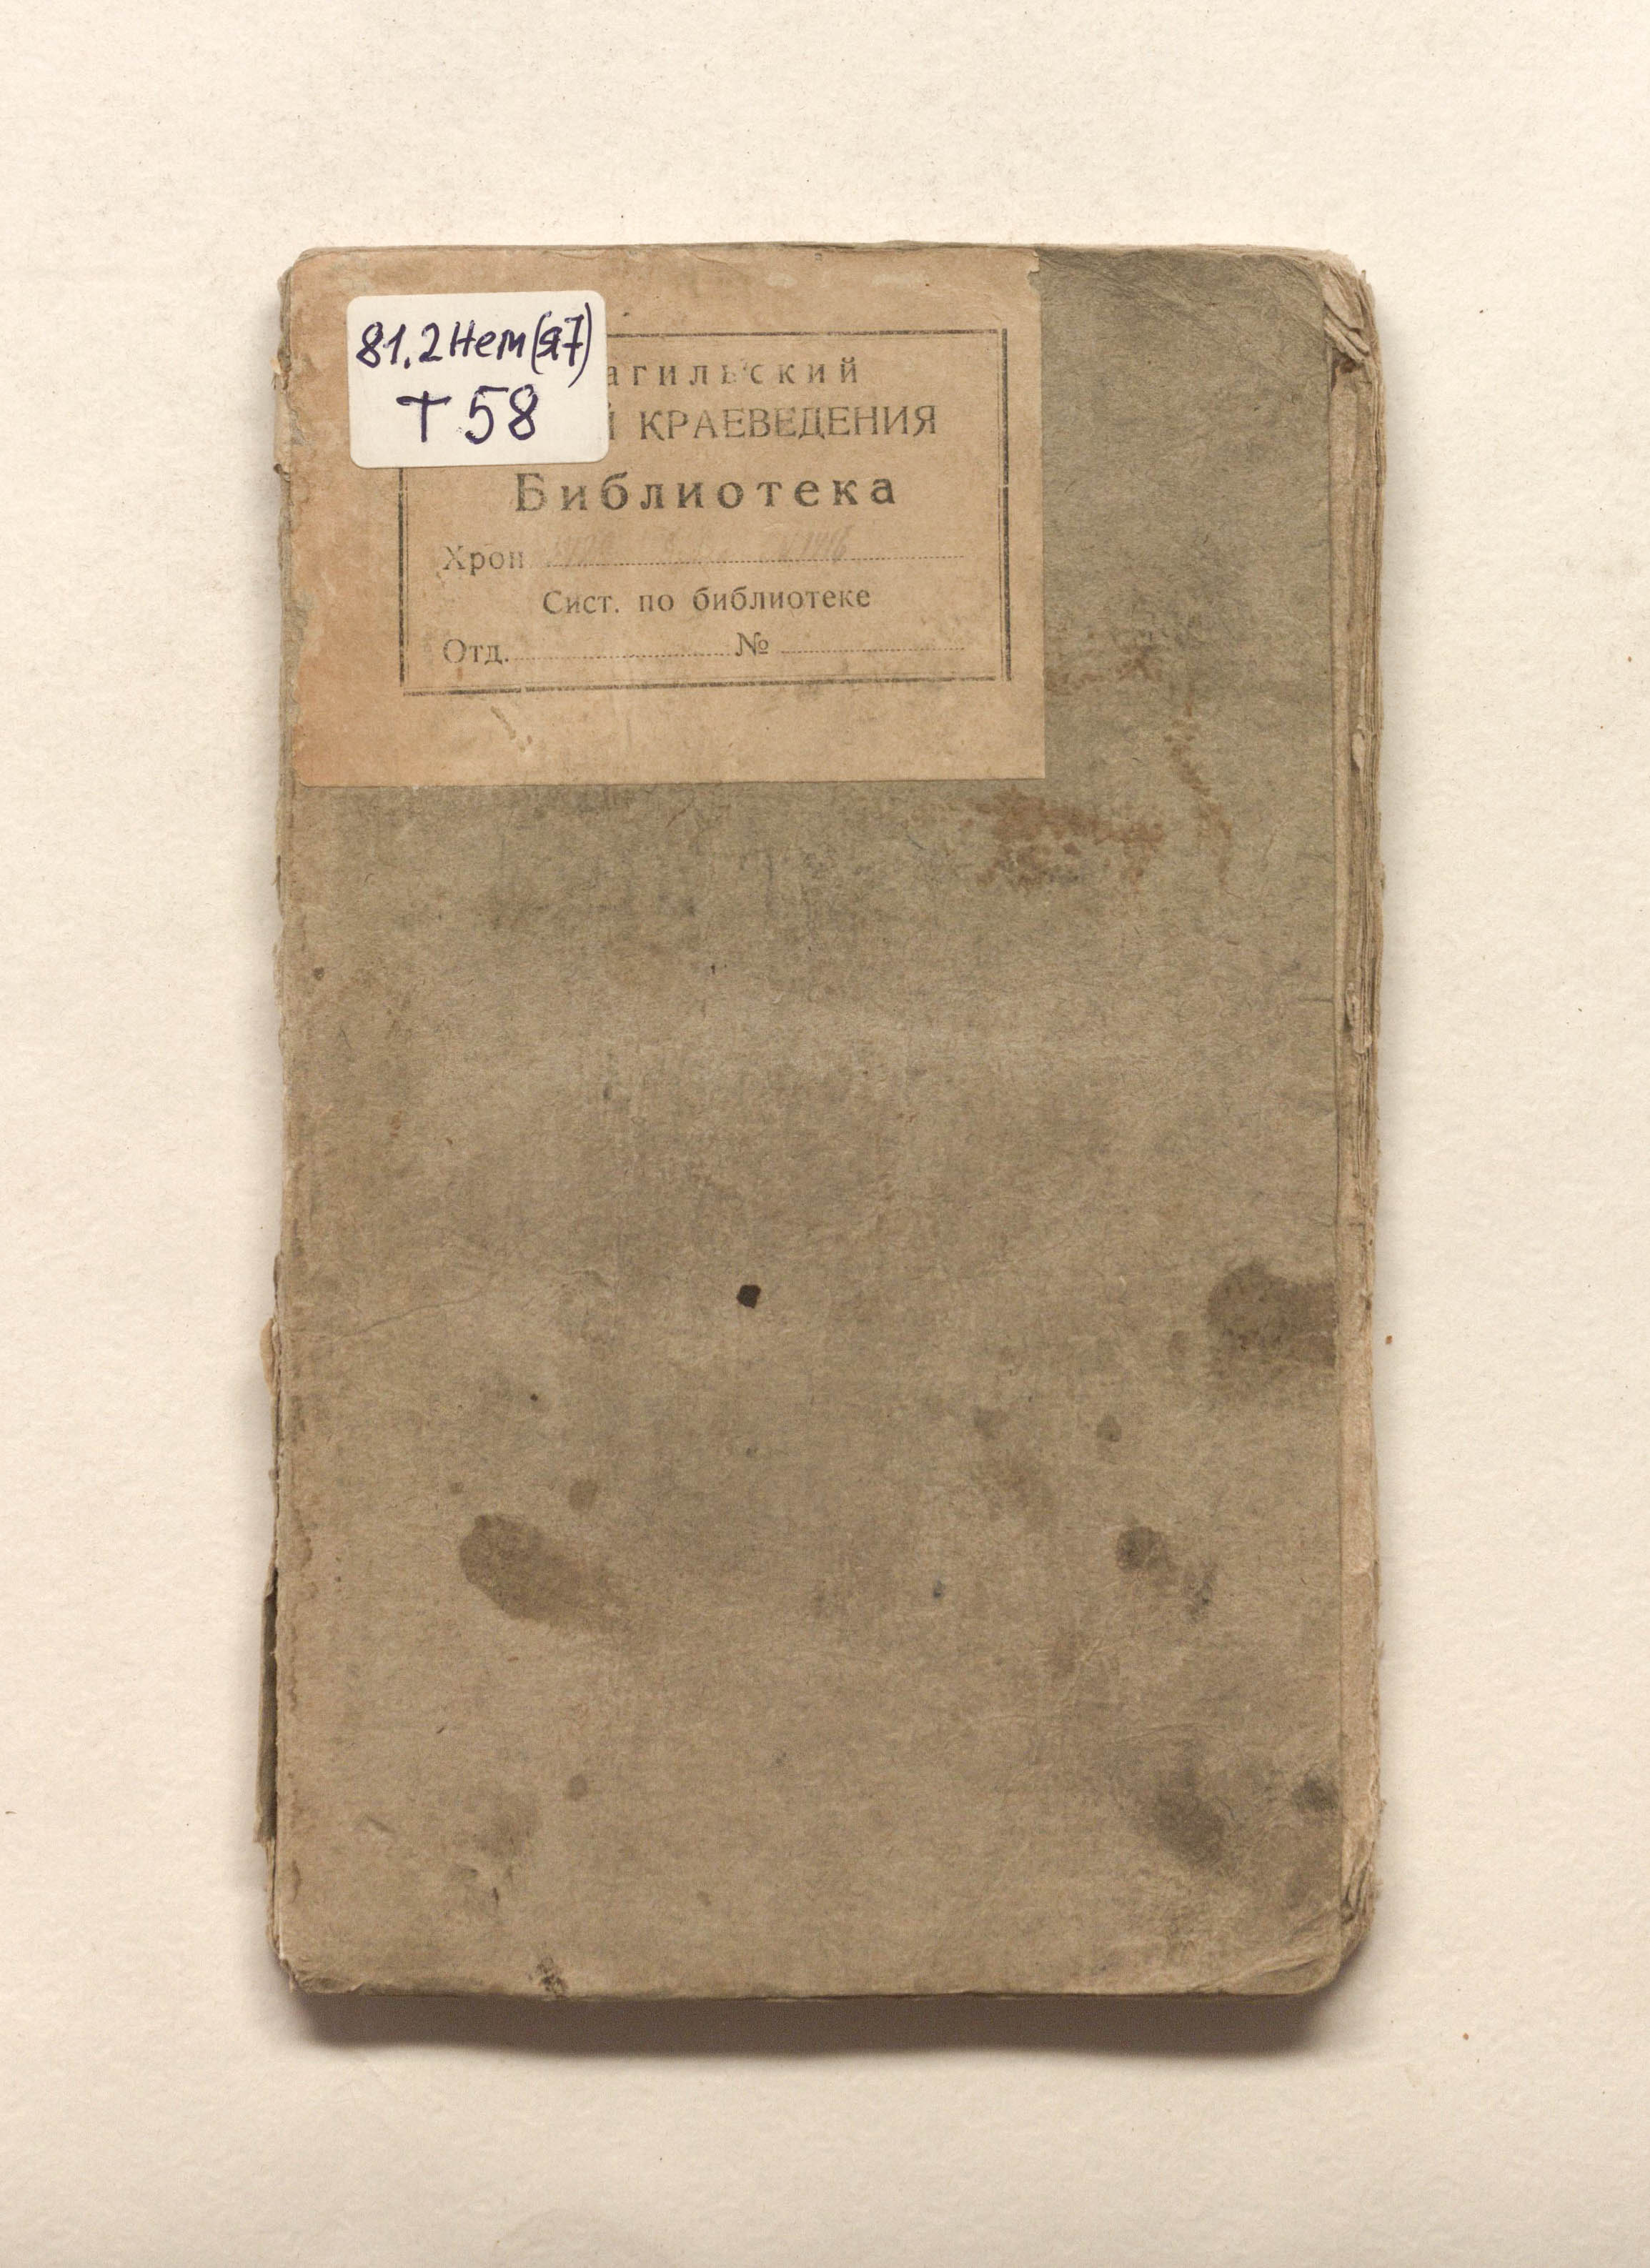 81.2Нем(я7)
Т58
агильский
Й КРАЕВЕДЕНИЯ
Библиотека
Хрон
Сист. по библиотеке
Отд. №